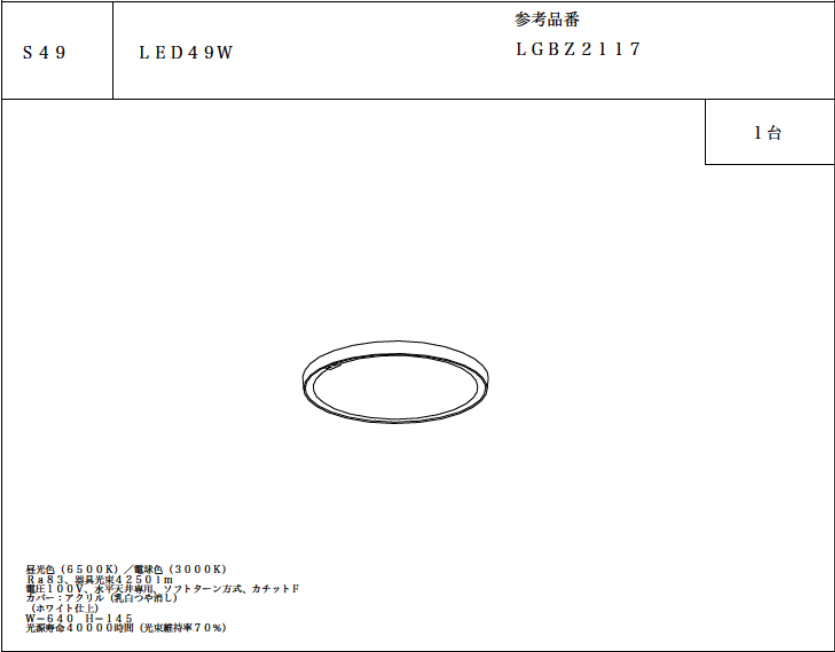 S49
LED49W
参考品番
LGBZ2117
1台
昼光色(6500K)/電球色(3000K)
Ra83、器具光束4250lm
電圧100V、水平天井専用、ソフトターン方式、カチットF
カバー:アクリル(乳白つや消し)
(ホワイト仕上)
W=640 H=145
光源寿命40000時間(光束維持率70%)